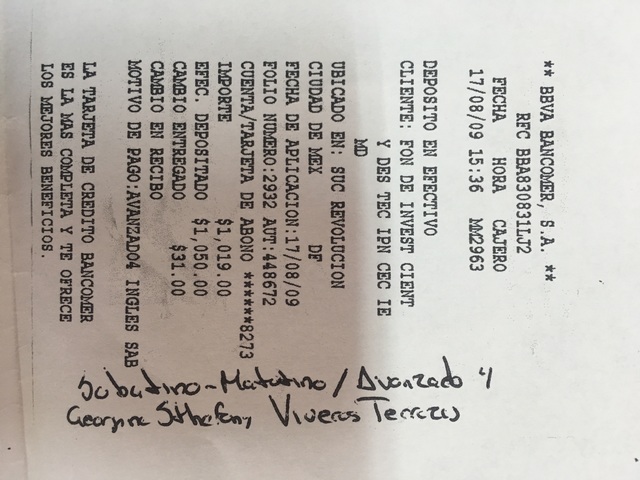 ** BBVA BANCOMER, S.A. **
RFC BBA830831LJ2
FECHA HORA CAJERO
17/08/09 15:36 MM2963
DEPOSITO EN EFECTIVO
CLIENTE: FON DE INVEST CIENT
Y DES TEC IPN CEC IE
MD
UBICADO EN: SUC REVOLUCION
CIUDAD DE MEX DF
FECHA DE APLICACION:17/08/09
FOLIO NUMERO:2932 AUT:448672
CUENTA/TARJETA DE ABONO ******8273
IMPORTE $1,019.00
EFEC. DEPOSITADO $1,050.00
CAMBIO ENTREGADO $31.00
CAMBIO EN RECIBO
MOTIVO DE PAGO:AVANZADO4 INGLES SAB
LA TARJETA DE CREDITO BANCOMER
ES LA MAS COMPLETA Y TE OFRECE
LOS MEJORES BENEFICIOS.
Sabatino-Matutino / Avanzado 4
Georgina Viveros Terrazas